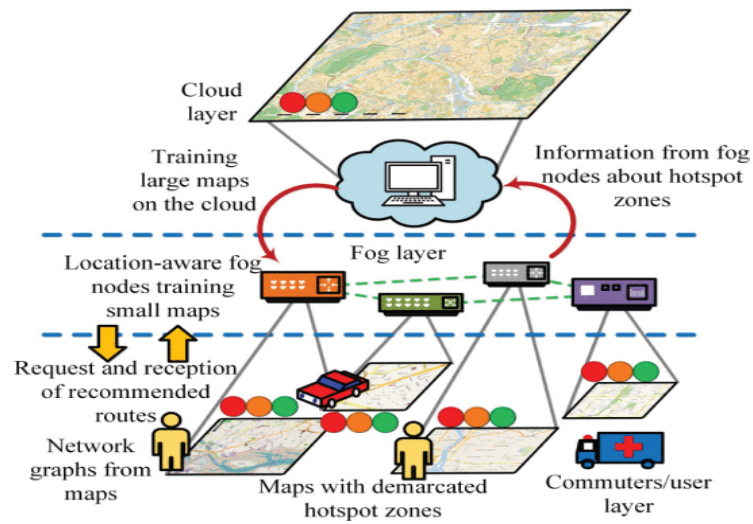 Cloud
layer
Training
large maps
on the cloud
Information from fog
nodes about hotspot
zones
Fog layer
Location-aware fog
nodes training
small maps
Request and reception
of recommended
routes
Network
graphs from
maps
Maps with demarcated
hotspot zones
Commuters/user
layer